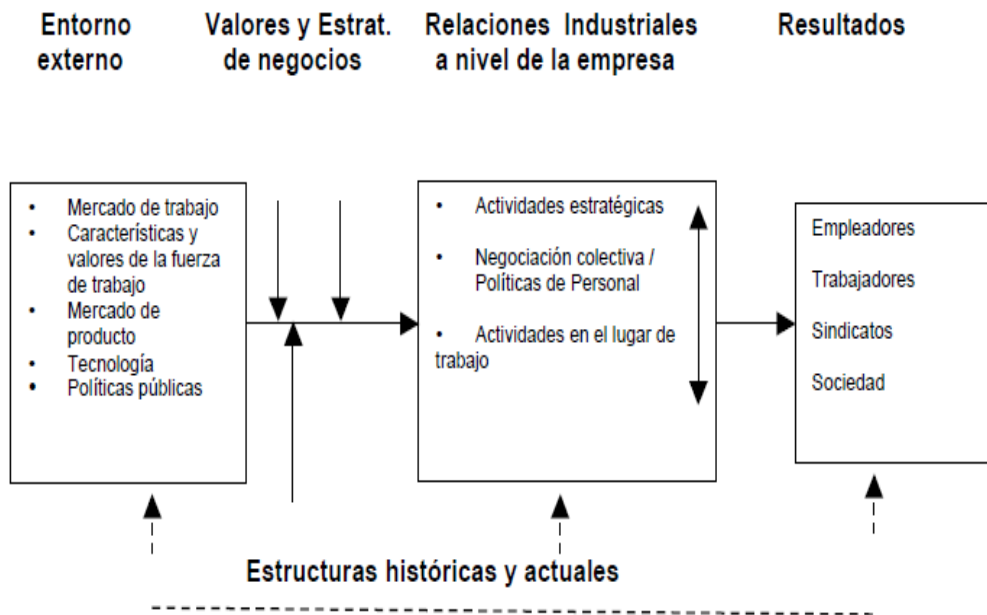 Entorno
externo
Valores y Estrat.
de negocios
Relaciones Industriales
a nivel de la empresa
Resultados
• Mercado de trabajo
• Características y
valores de la fuerza
de trabajo
• Mercado de
producto
• Tecnología
• Políticas públicas
• Actividades estratégicas
• Negociación colectiva /
Políticas de Personal
• Actividades en el lugar de
trabajo
Empleadores
Trabajadores
Sindicatos
Sociedad
Estructuras históricas y actuales